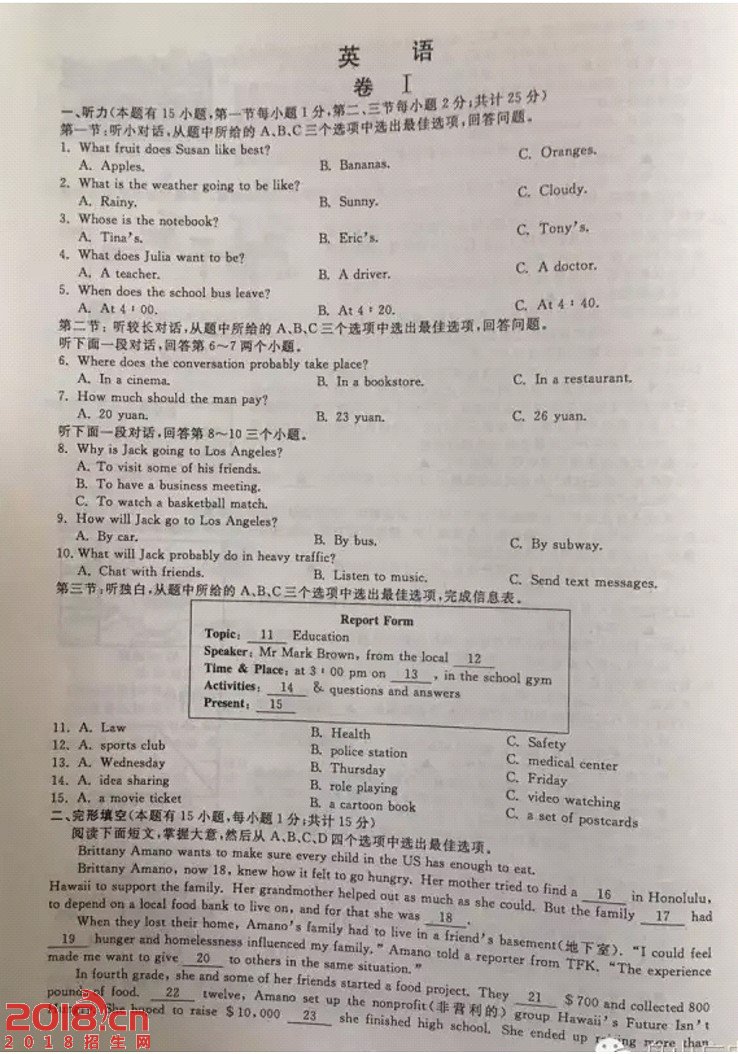 英 语
卷 I
一、听力(本题有 15 小题,第一节每小题 1 分,第二、三节每小题 2 分,共计 25 分)
第一节:听小对话,从题中所给的 A、B、C 三个选项中选出最佳选项,回答问题。
1. What fruit does Susan like best?
A. Apples. B. Bananas. C. Oranges.
2. What is the weather going to be like?
A. Rainy. B. Sunny. C. Cloudy.
3. Whose is the notebook?
A. Tina's. B. Eric's. C. Tony's.
4. What does Julia want to be?
A. A teacher. B. A driver. C. A doctor.
5. When does the school bus leave?
A. At 4:00. B. At 4:20. C. At 4:40.
第二节: 听较长对话,从题中所给的 A、B、C 三个选项中选出最佳选项,回答问题。
听下面一段对话,回答第 6~7 两个小题。
6. Where does the conversation probably take place?
A. In a cinema. B. In a bookstore. C. In a restaurant.
7. How much should the man pay?
A. 20 yuan. B. 23 yuan. C. 26 yuan.
听下面一段对话,回答第 8~10 三个小题。
8. Why is Jack going to Los Angeles?
A. To visit some of his friends.
B. To have a business meeting.
C. To watch a basketball match.
9. How will Jack go to Los Angeles?
A. By car. B. By bus. C. By subway.
10. What will Jack probably do in heavy traffic?
A. Chat with friends. B. Listen to music. C. Send text messages.
第三节:听独白,从题中所给的 A、B、C 三个选项中选出最佳选项,完成信息表。
Report Form
Topic: 11 Education
Speaker: Mr Mark Brown, from the local 12
Time & Place: at 3:00 pm on 13 , in the school gym
Activities: 14 & questions and answers
Present: 15
11. A. Law B. Health C. Safety
12. A. sports club B. police station C. medical center
13. A. Wednesday B. Thursday C. Friday
14. A. idea sharing B. role playing C. video watching
15. A. a movie ticket B. a cartoon book C. a set of postcards
二、完形填空(本题有 15 小题,每小题 1 分;共计 15 分)
阅读下面短文,掌握大意,然后从 A、B、C、D 四个选项中选出最佳选项。
Brittany Amano wants to make sure every child in the US has enough to eat.
Brittany Amano, now 18, knew how it felt to go hungry. Her mother tried to find a 16 in Honolulu,
Hawaii to support the family. Her grandmother helped out as much as she could. But the family 17 had
to depend on a local food bank to live on, and for that she was 18 .
When they lost their home, Amano's family had to live in a friend's basement(地下室). "I could feel
19 hunger and homelessness influenced my family." Amano told a reporter from TFK. "The experience
made me want to give 20 to others in the same situation."
In fourth grade, she and some of her friends started a food project. They 21 $700 and collected 800
pounds of food. 22 twelve, Amano set up the nonprofit(非营利的) group Hawaii's Future Isn't
She hoped to raise $10,000 23 she finished high school. She ended up more than
2018.cn
2018招生网